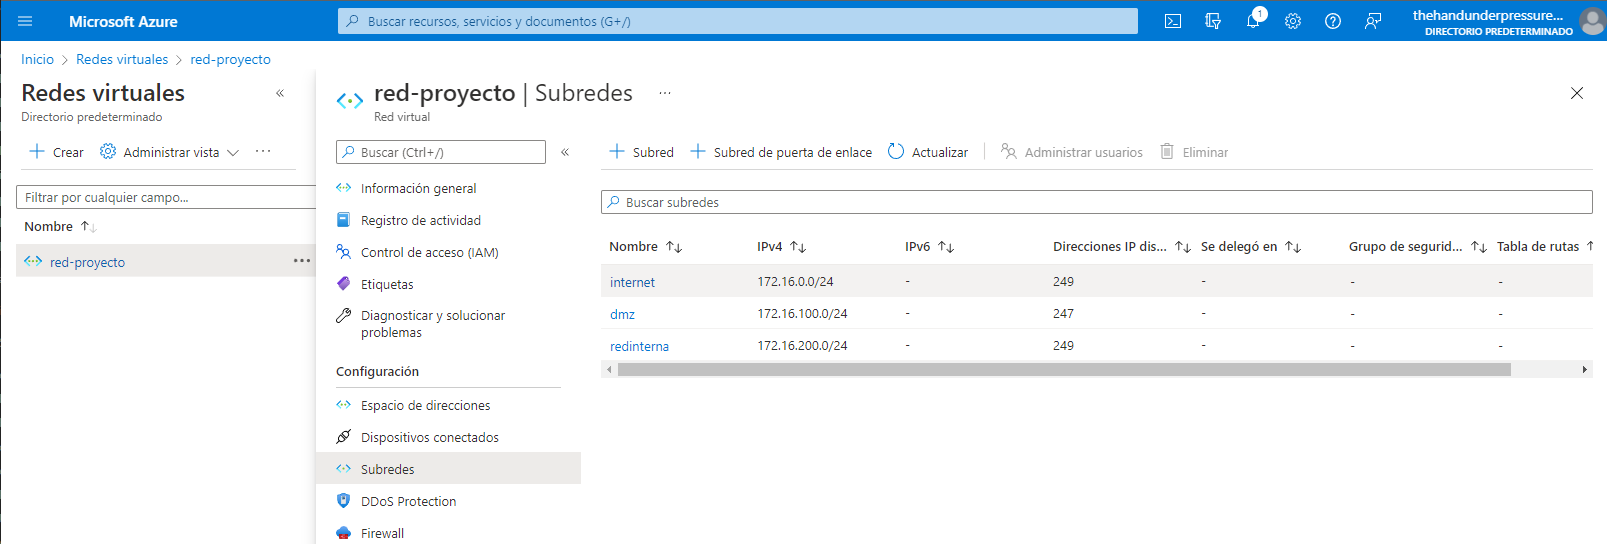 Microsoft Azure
Buscar recursos, servicios y documentos (G+/)
1
thehandunderpressure...
DIRECTORIO PREDETERMINADO
Inicio > Redes virtuales > red-proyecto
Redes virtuales «
Directorio predeterminado
+ Crear Administrar vista ...
Filtrar por cualquier campo...
Nombre ↑↓
red-proyecto ...
red-proyecto | Subredes ...
Red virtual
Buscar (Ctrl+/) «
Información general
Registro de actividad
Control de acceso (IAM)
Etiquetas
Diagnosticar y solucionar
problemas
Configuración
Espacio de direcciones
Dispositivos conectados
Subredes
DDoS Protection
Firewall
+ Subred + Subred de puerta de enlace Actualizar Administrar usuarios Eliminar
Buscar subredes
Nombre ↑↓ IPv4 ↑↓ IPv6 ↑↓ Direcciones IP dis... ↑↓ Se delegó en ↑↓ Grupo de segurid... ↑↓ Tabla de rutas ↑
internet 172.16.0.0/24 - 249 - - -
dmz 172.16.100.0/24 - 247 - - -
redinterna 172.16.200.0/24 - 249 - - -